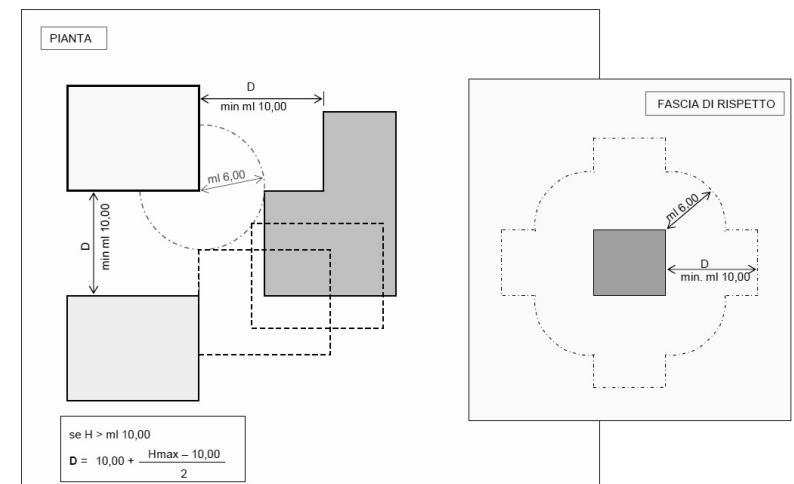 PIANTA
D
min ml 10,00
ml 6,00
D
min ml 10,00
se H > ml 10,00
D = 10,00 + Hmax – 10,00
2
FASCIA DI RISPETTO
ml 6,00
D
min. ml 10,00